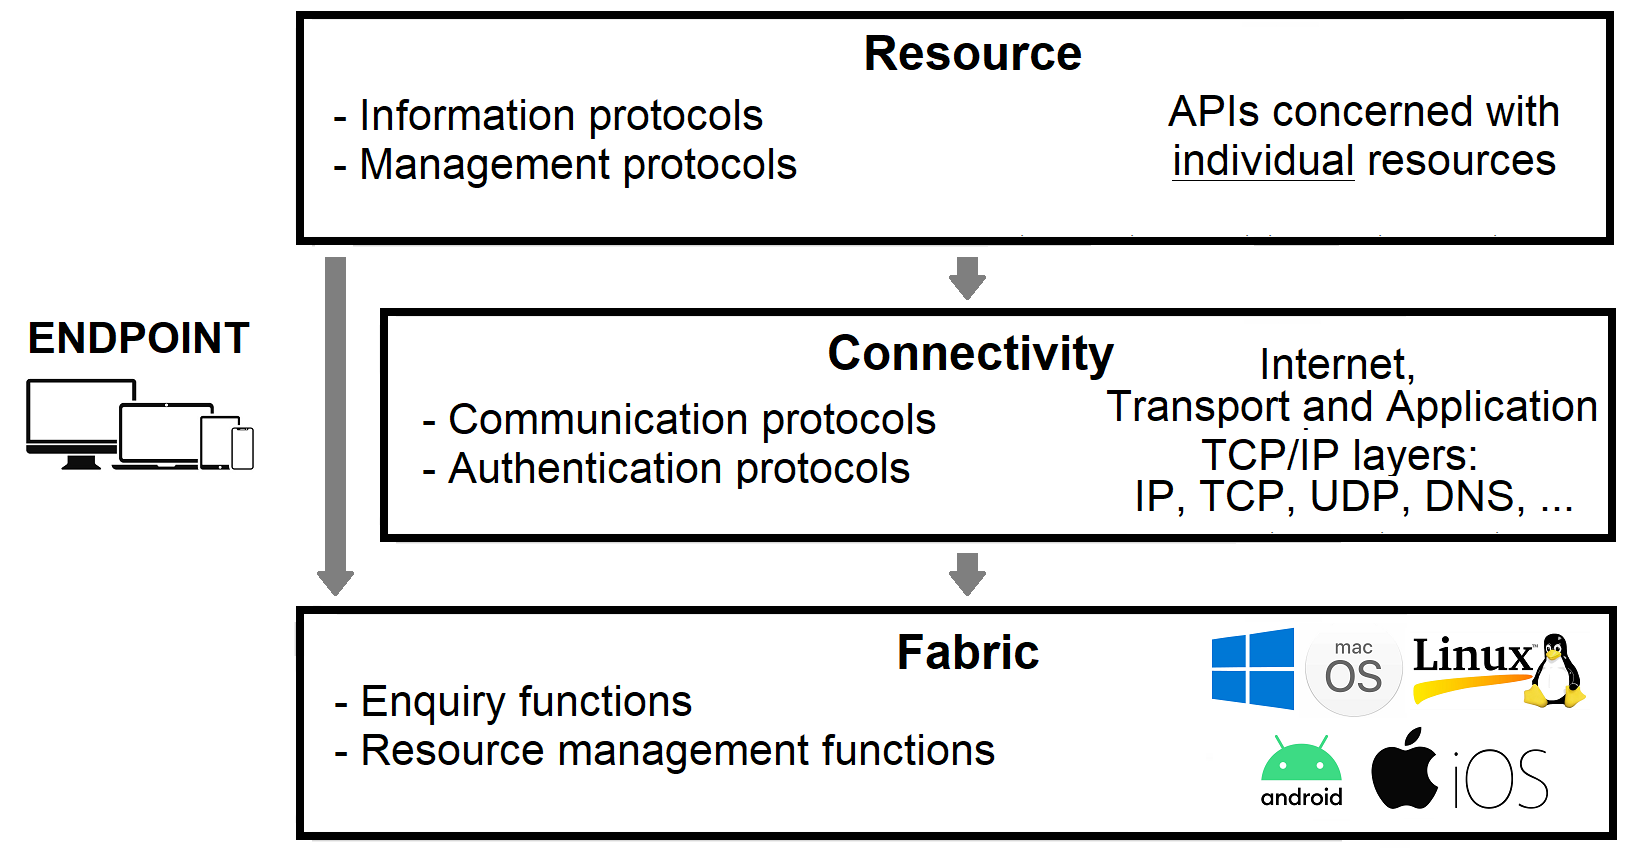 Resource
- Information protocols
- Management protocols
APIs concerned with
individual resources
ENDPOINT
Connectivity
- Communication protocols
- Authentication protocols
Internet,
Transport and Application
TCP/IP layers:
IP, TCP, UDP, DNS, ...
Fabric
- Enquiry functions
- Resource management functions
mac
OS
Linux™
android
iOS